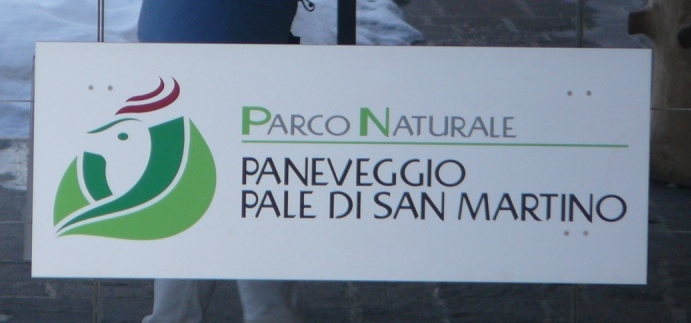 PARCO NATURALE
PANEVEGGIO
PALE DI SAN MARTINO